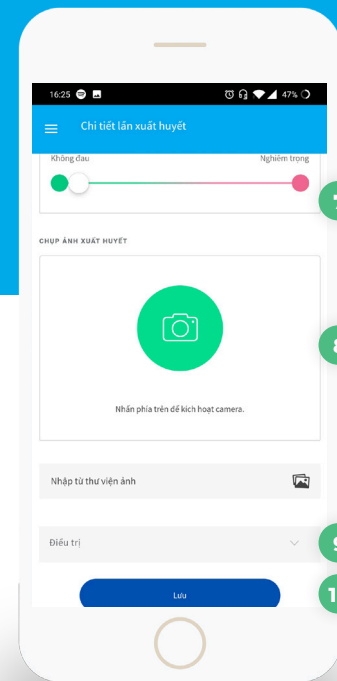 16:25
47%
Chi tiết lần xuất huyết
Không đau
Nghiêm trọng
CHỤP ẢNH XUẤT HUYẾT
Nhấn phía trên để kích hoạt camera.
Nhập từ thư viện ảnh
Điều trị
Lưu